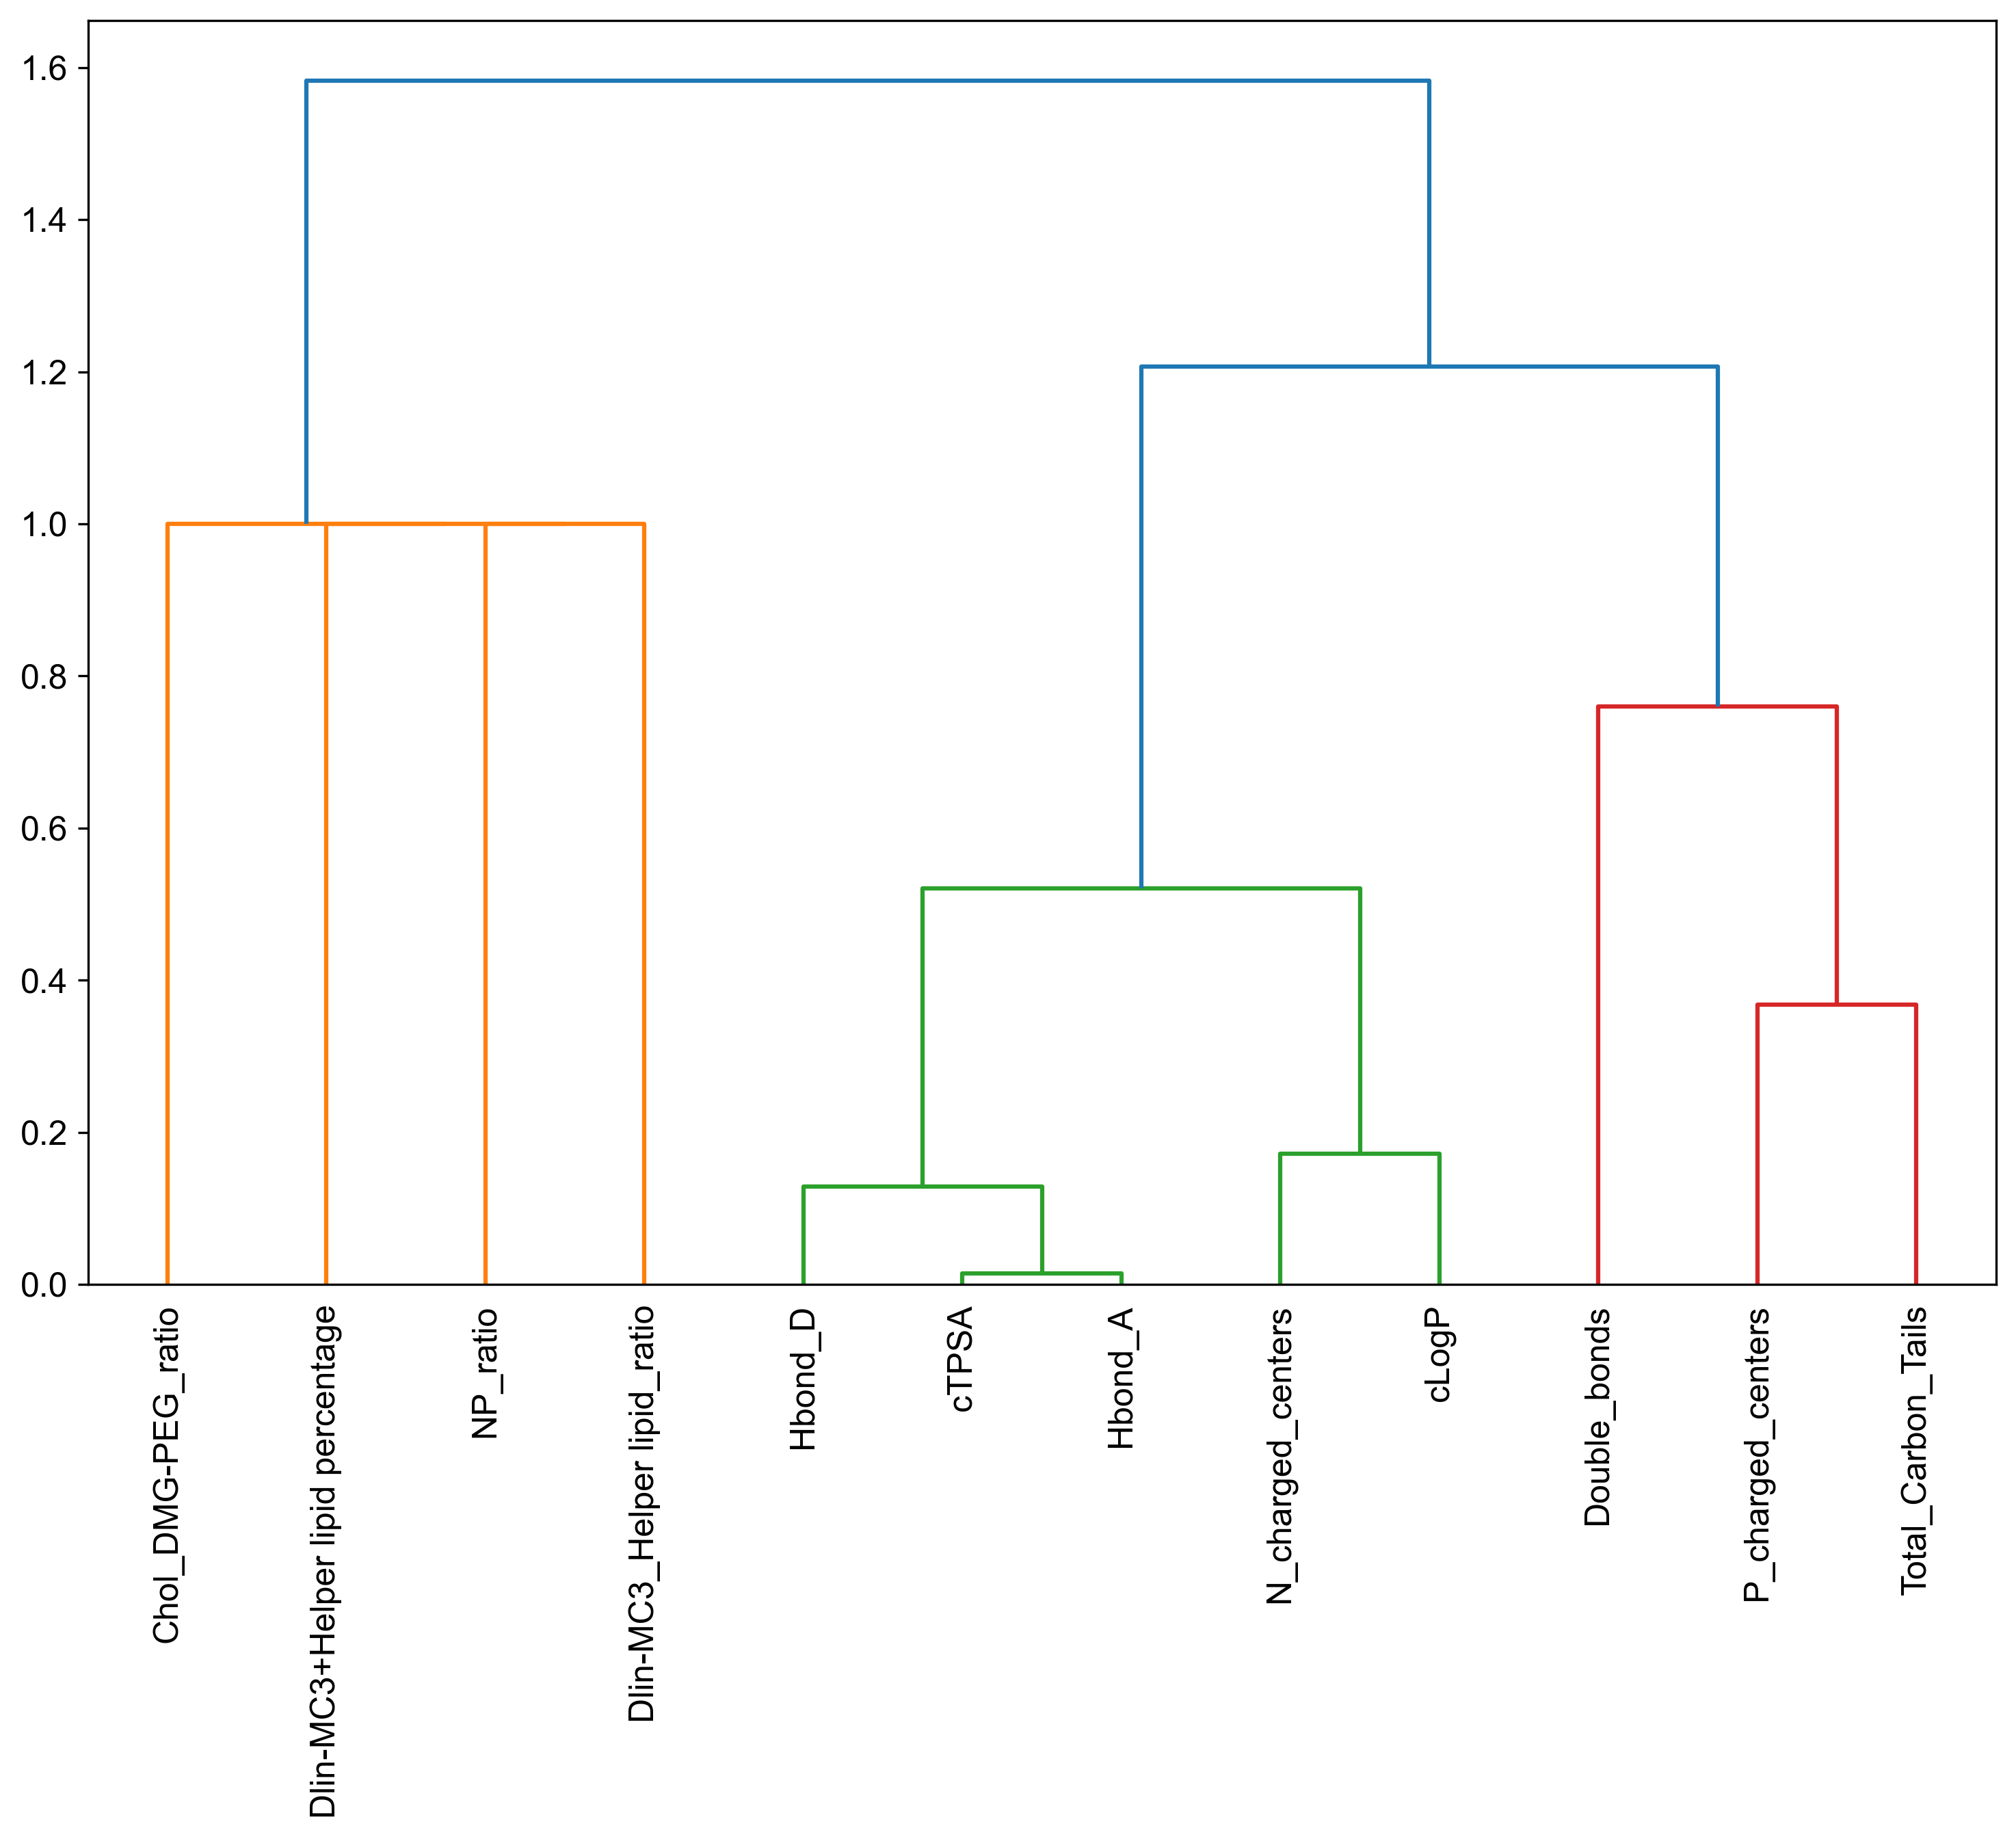 1.6
1.4
1.2
1.0
0.8
0.6
0.4
0.2
0.0
Chol_DMG-PEG_ratio
Dlin-MC3+Helper lipid percentage
NP_ratio
Dlin-MC3_Helper lipid_ratio
Hbond_D
cTPSA
Hbond_A
N_charged_centers
cLogP
Double_bonds
P_charged_centers
Total_Carbon_Tails